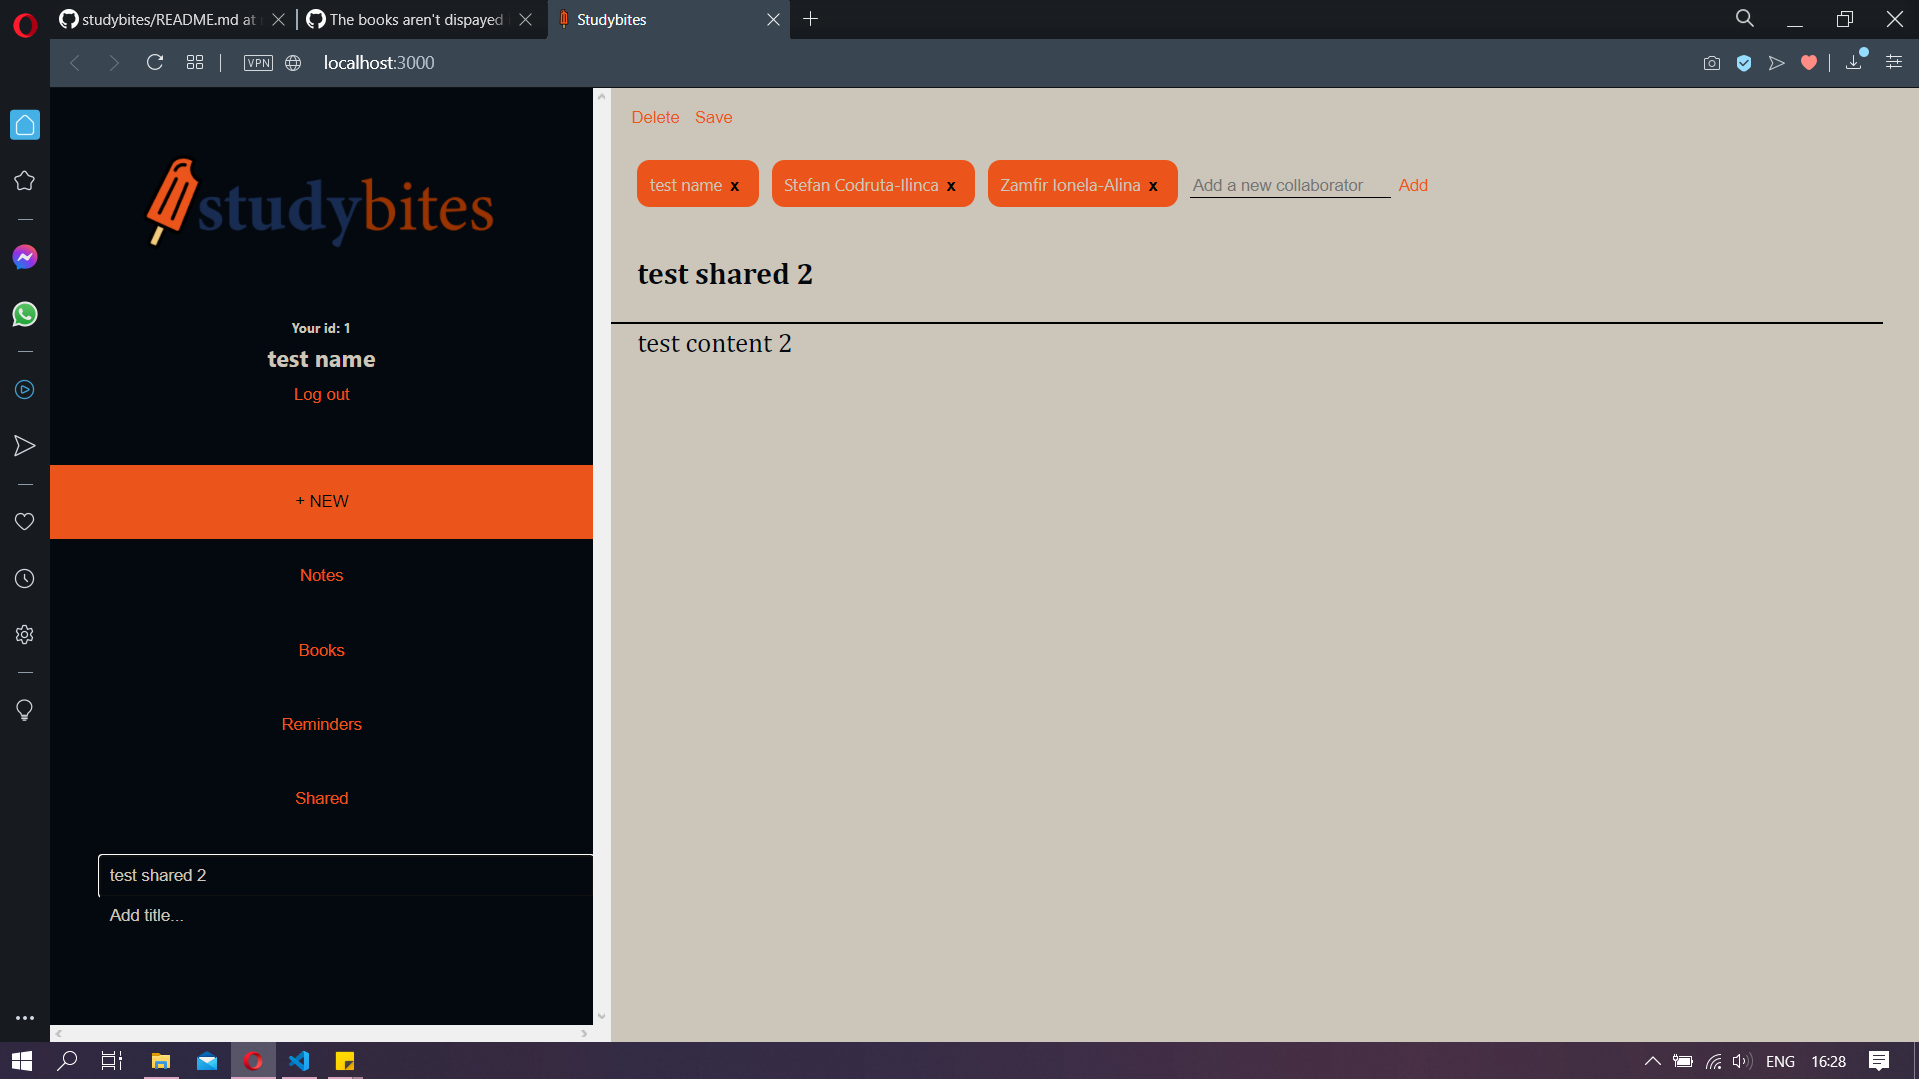 studybites/README.md at
The books aren't dispayed
Studybites
VPN
localhost:3000
studybites
Your id: 1
test name
Log out
+ NEW
Notes
Books
Reminders
Shared
test shared 2
Add title...
Delete Save
test name x
Stefan Codruta-Ilinca x
Zamfir Ionela-Alina x
Add a new collaborator Add
test shared 2
test content 2
ENG 16:28